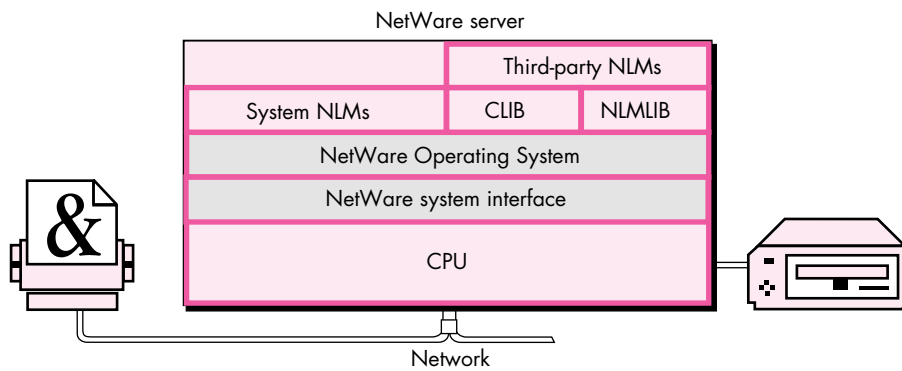 NetWare server
Third-party NLMs
System NLMs
CLIB
NLMLIB
NetWare Operating System
NetWare system interface
CPU
&
Network